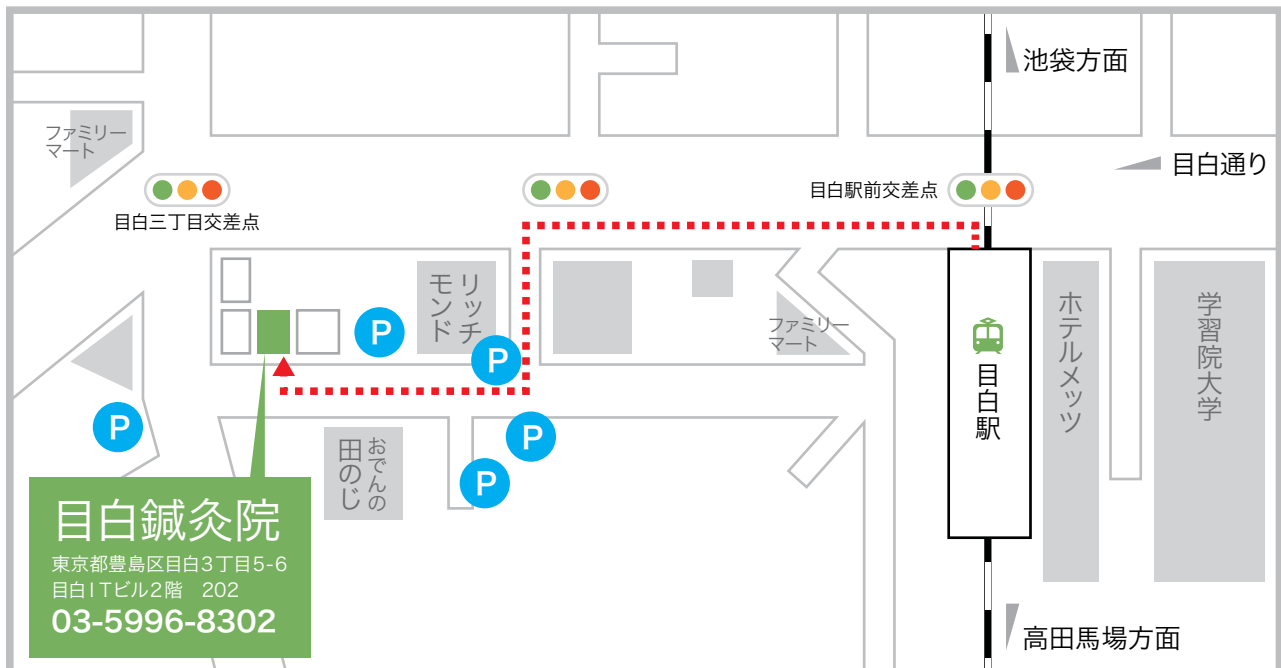 池袋方面
ファミリー
マート
目白通り
目白駅前交差点
目白三丁目交差点
リッチ
モンド
P
P
ファミリー
マート
目白駅
ホテルメッツ
学習院大学
P
P
P
おでんの
田のじ
目白鍼灸院
東京都豊島区目白3丁目5-6
目白ITビル2階 202
03-5996-8302
高田馬場方面